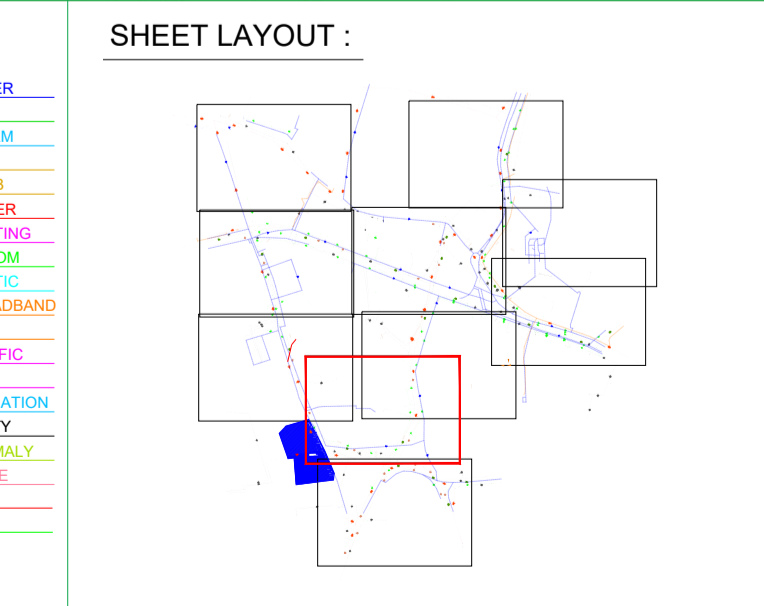 SHEET LAYOUT :
ER
M
B
ER
TING
OM
TIC
ADBAND
FIC
ATION
Y
MALY
E